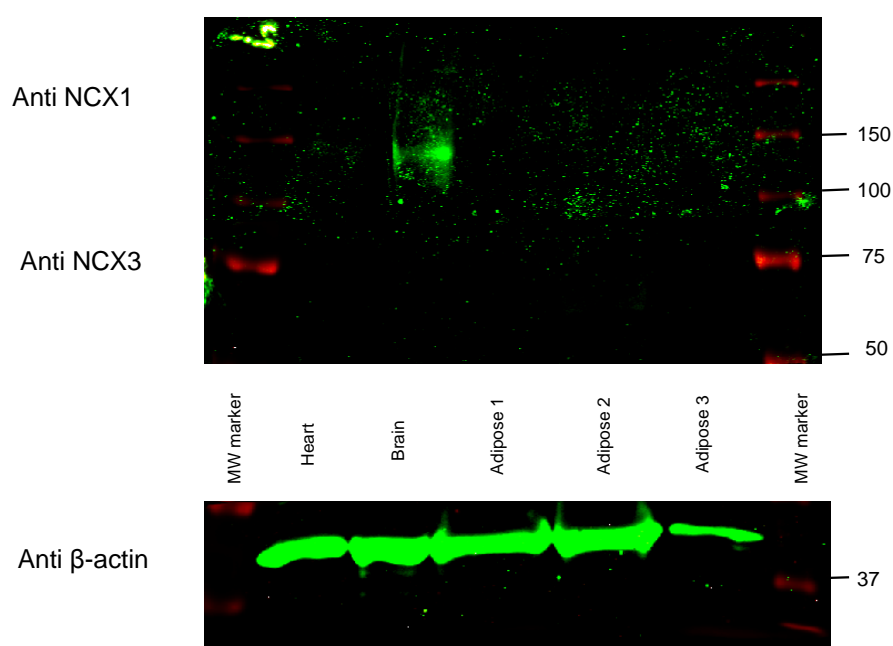 Anti NCX1
150
100
Anti NCX3
75
50
MW marker
Heart
Brain
Adipose 1
Adipose 2
Adipose 3
MW marker
Anti β-actin
37